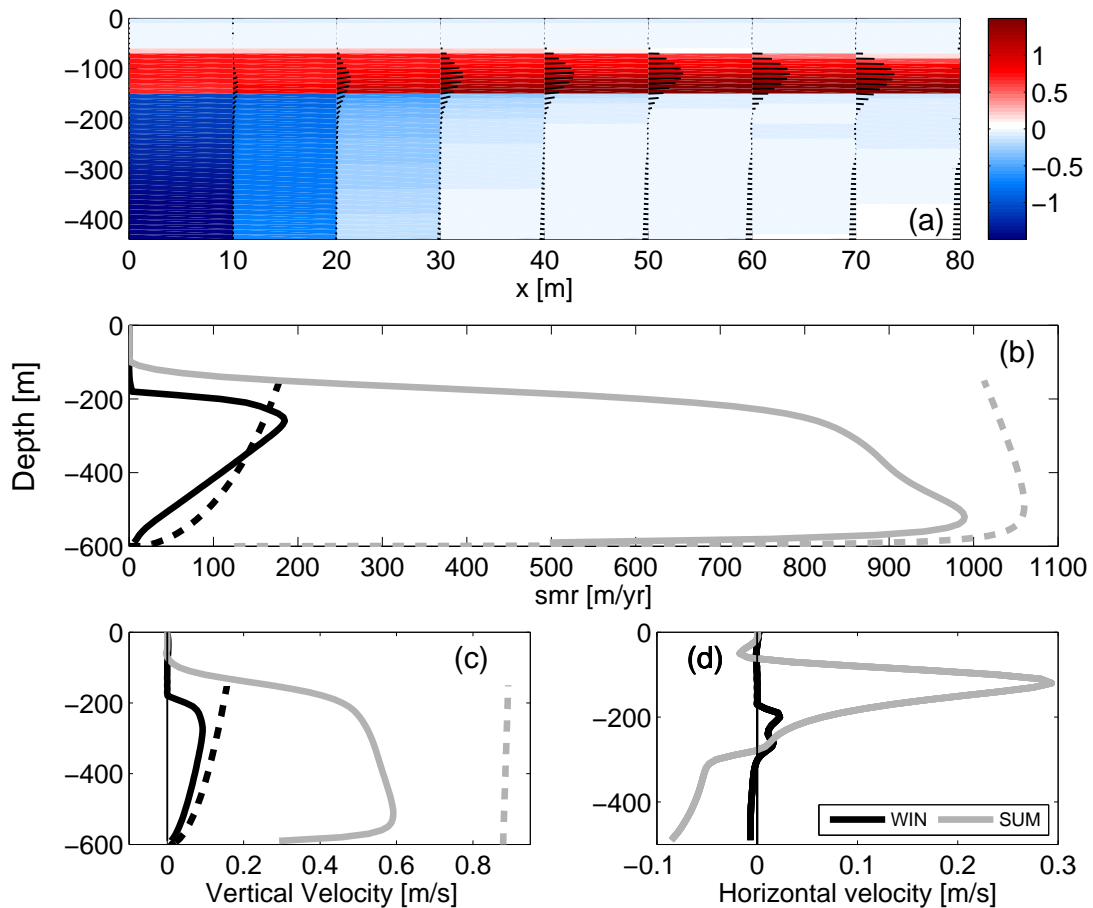 0
−100
−200
−300
−400
0 10 20 30 40 50 60 70 80
x [m]
(a)
1
0.5
0
−0.5
−1
(b)
0
−200
−400
−600
Depth [m]
0 100 200 300 400 500 600 700 800 900 1000 1100
smr [m/yr]
(c)
0
−200
−400
−600
0 0.2 0.4 0.6 0.8
Vertical Velocity [m/s]
(d)
0
−200
−400
−0.1 0 0.1 0.2 0.3
WIN SUM
Horizontal velocity [m/s]